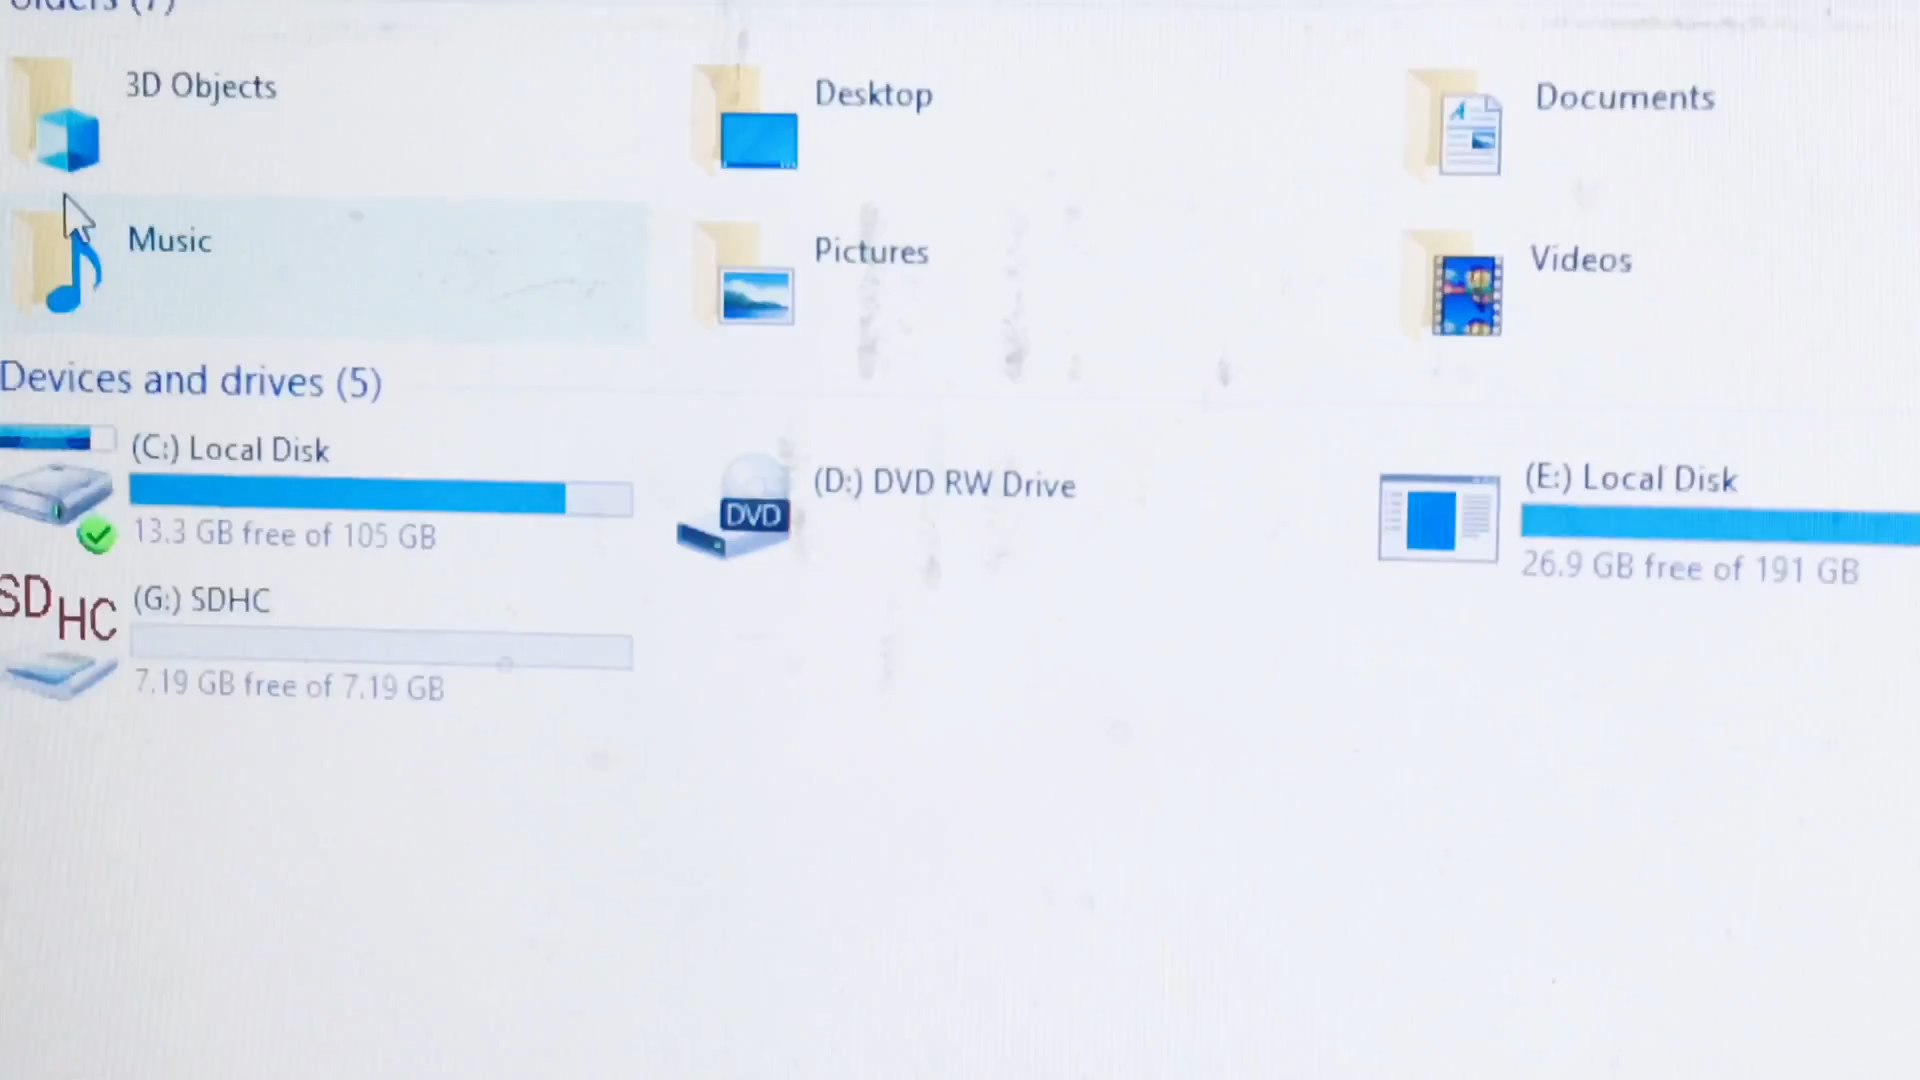 olders (7)
3D Objects
Desktop
Documents
Music
Pictures
Videos
Devices and drives (5)
(C:) Local Disk
13.3 GB free of 105 GB
(D:) DVD RW Drive
DVD
(E:) Local Disk
26.9 GB free of 191 GB
SDHC
(G:) SDHC
7.19 GB free of 7.19 GB